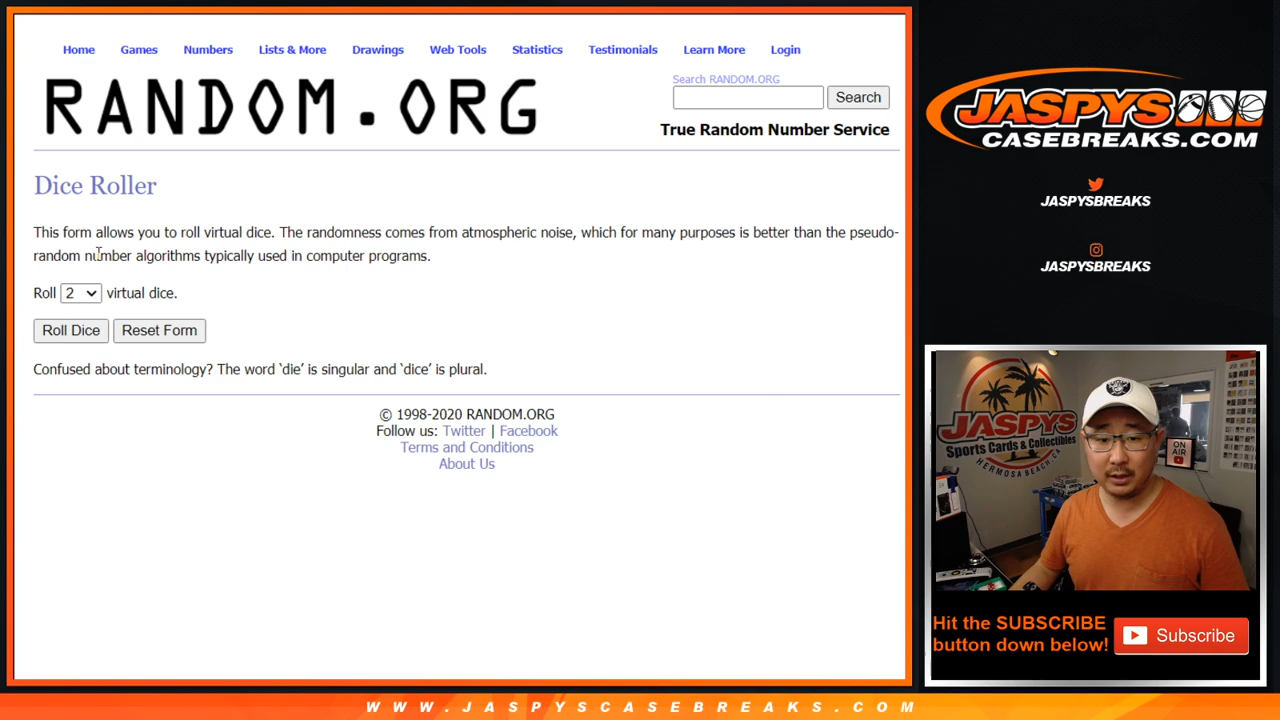 Home Games Numbers Lists & More Drawings Web Tools Statistics Testimonials Learn More Login
RANDOM.ORG
Search RANDOM.ORG
Search
True Random Number Service
Dice Roller
This form allows you to roll virtual dice. The randomness comes from atmospheric noise, which for many purposes is better than the pseudo-
random number algorithms typically used in computer programs.
Roll 2 virtual dice.
Roll Dice Reset Form
Confused about terminology? The word ‘die’ is singular and ‘dice’ is plural.
© 1998-2020 RANDOM.ORG
Follow us: Twitter | Facebook
Terms and Conditions
About Us
JASPYS
CASEBREAKS.COM
JASPYSBREAKS
JASPYSBREAKS
JASPYS
Sports Cards & Collectibles
HERMOSA BEACH, CA
ON
AIR
Hit the SUBSCRIBE
button down below!
Subscribe
WWW.JASPYSCASEBREAKS.COM